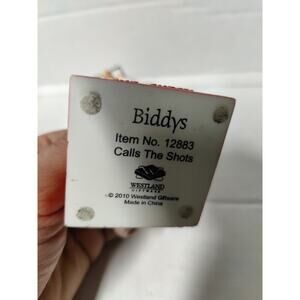 Biddys
Item No. 12883
Calls The Shots
WESTLAND
GIFTWARE
© 2010 Westland Giftware
Made in China